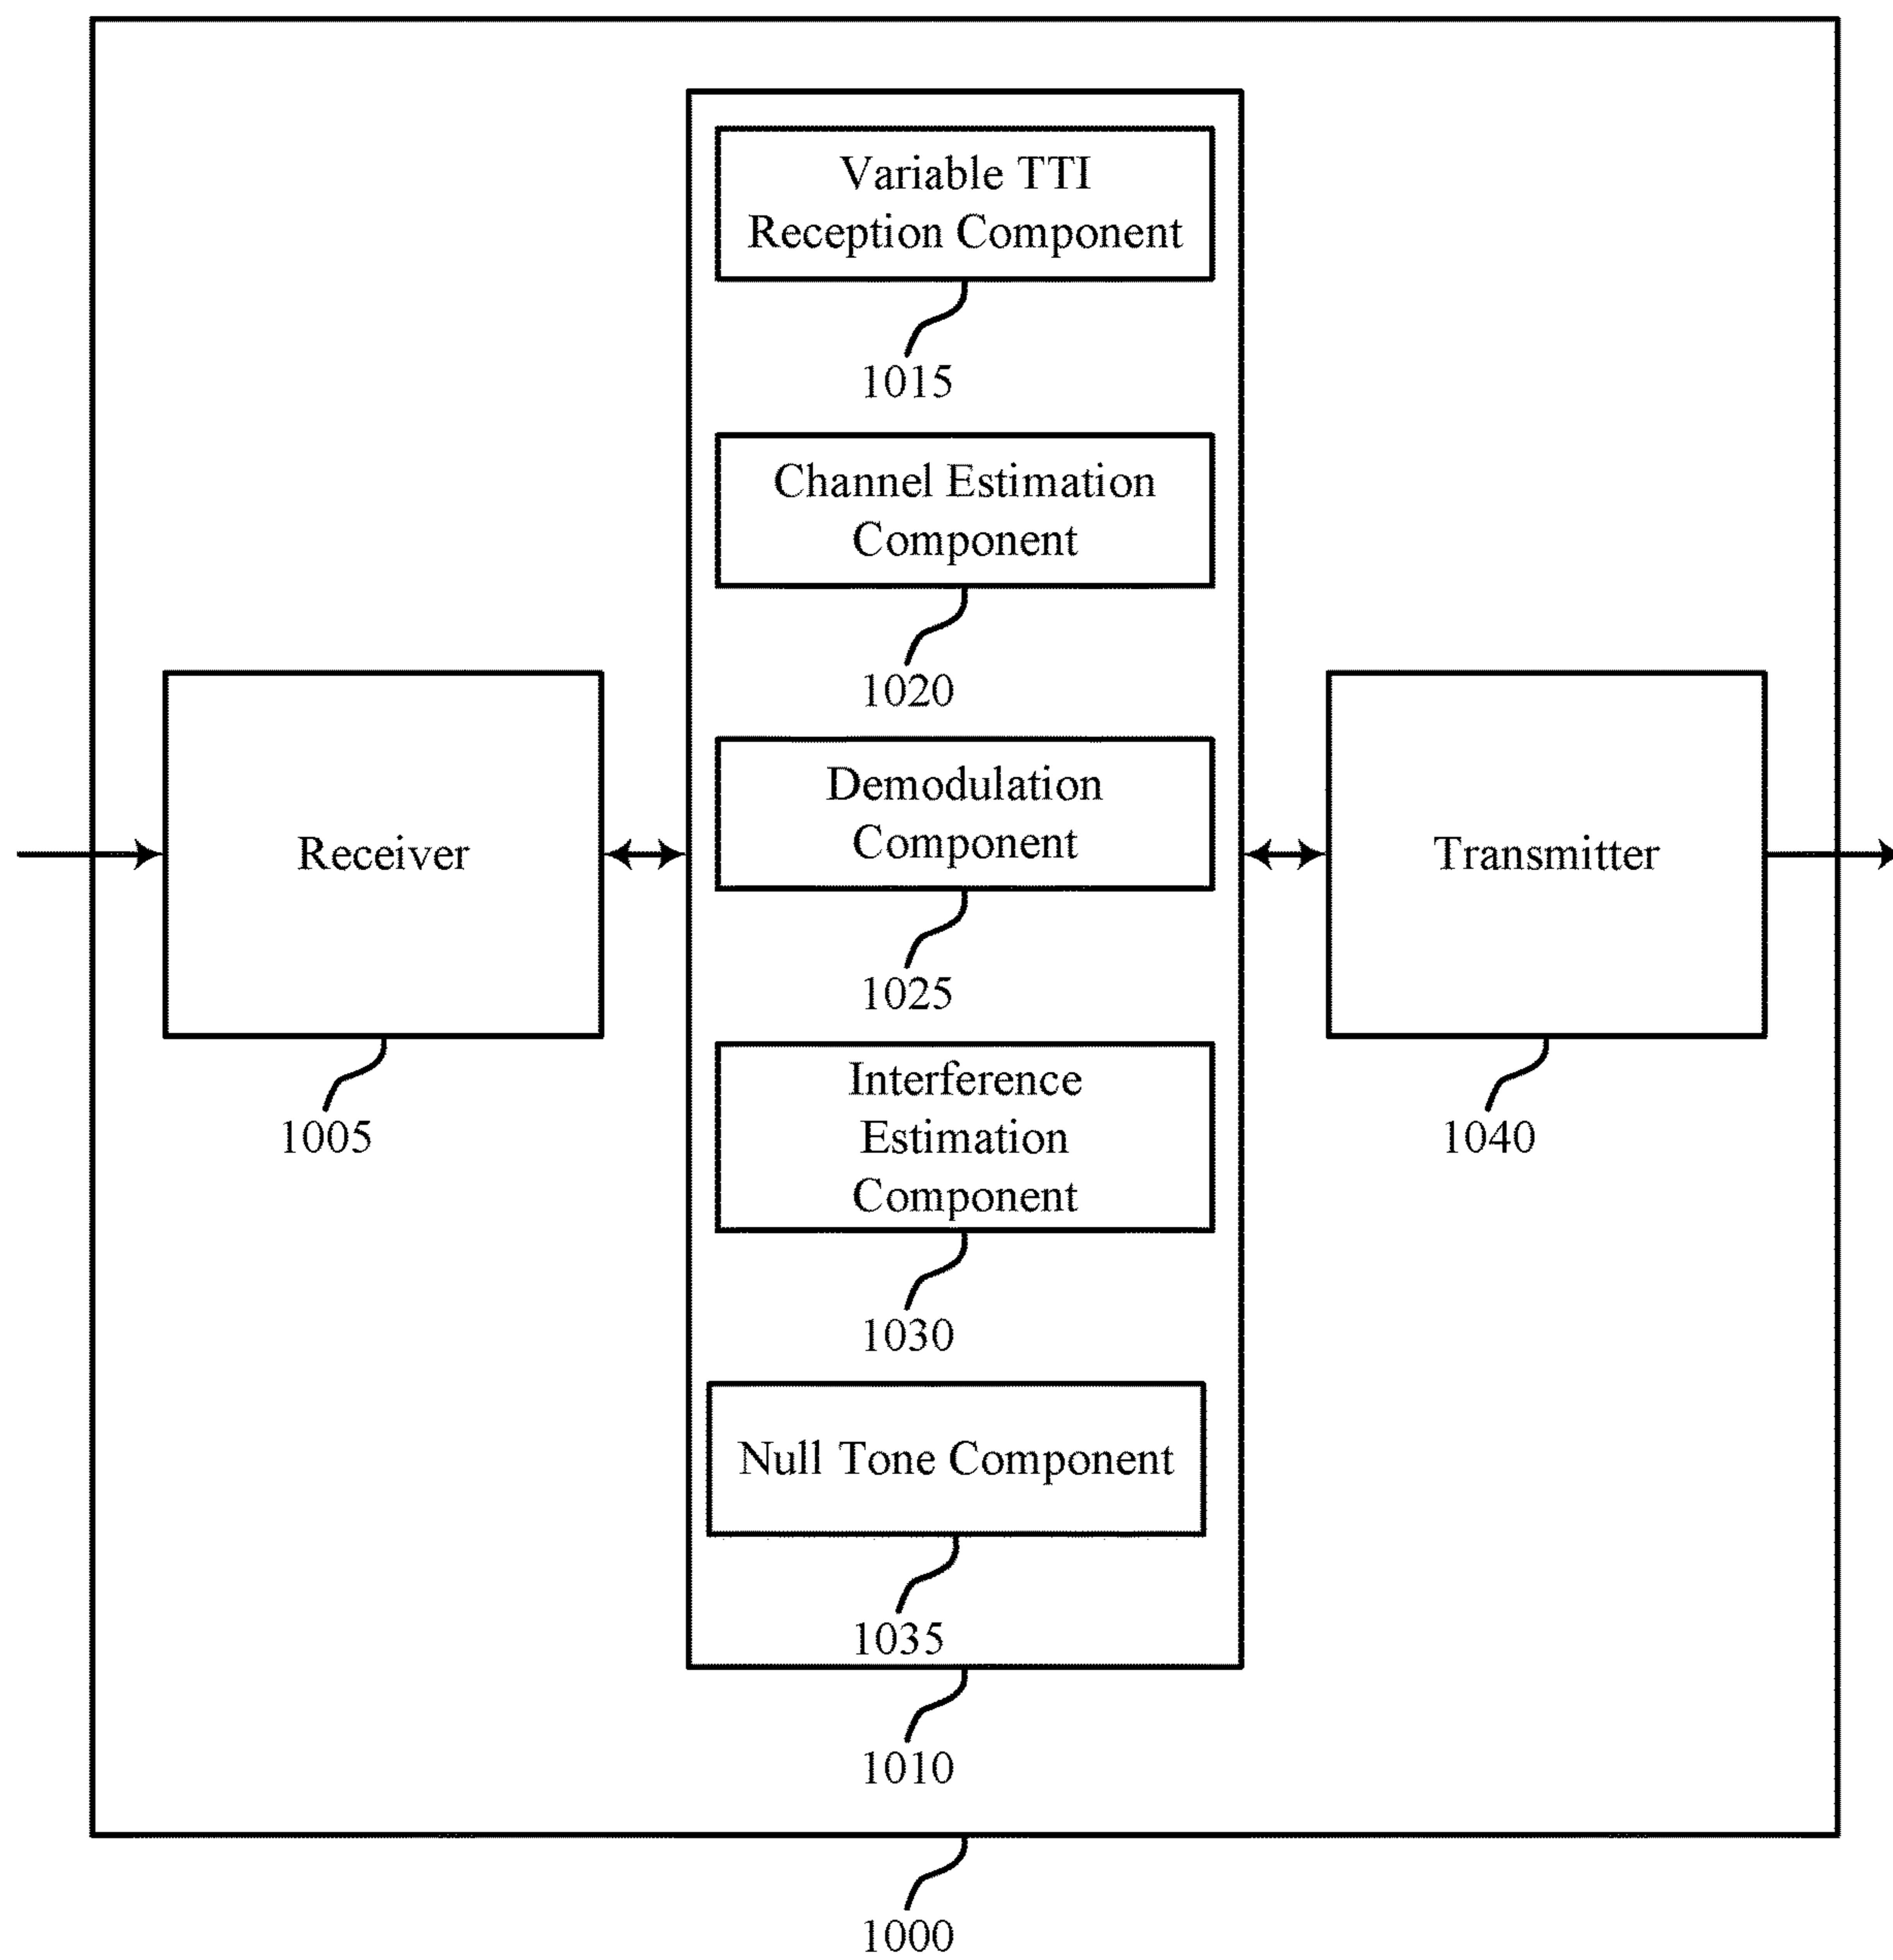 Variable TTI
Reception Component
1015
Channel Estimation
Component
1020
Receiver
1005
Demodulation
Component
1025
Transmitter
1040
Interference
Estimation
Component
1030
Null Tone Component
1035
1010
1000